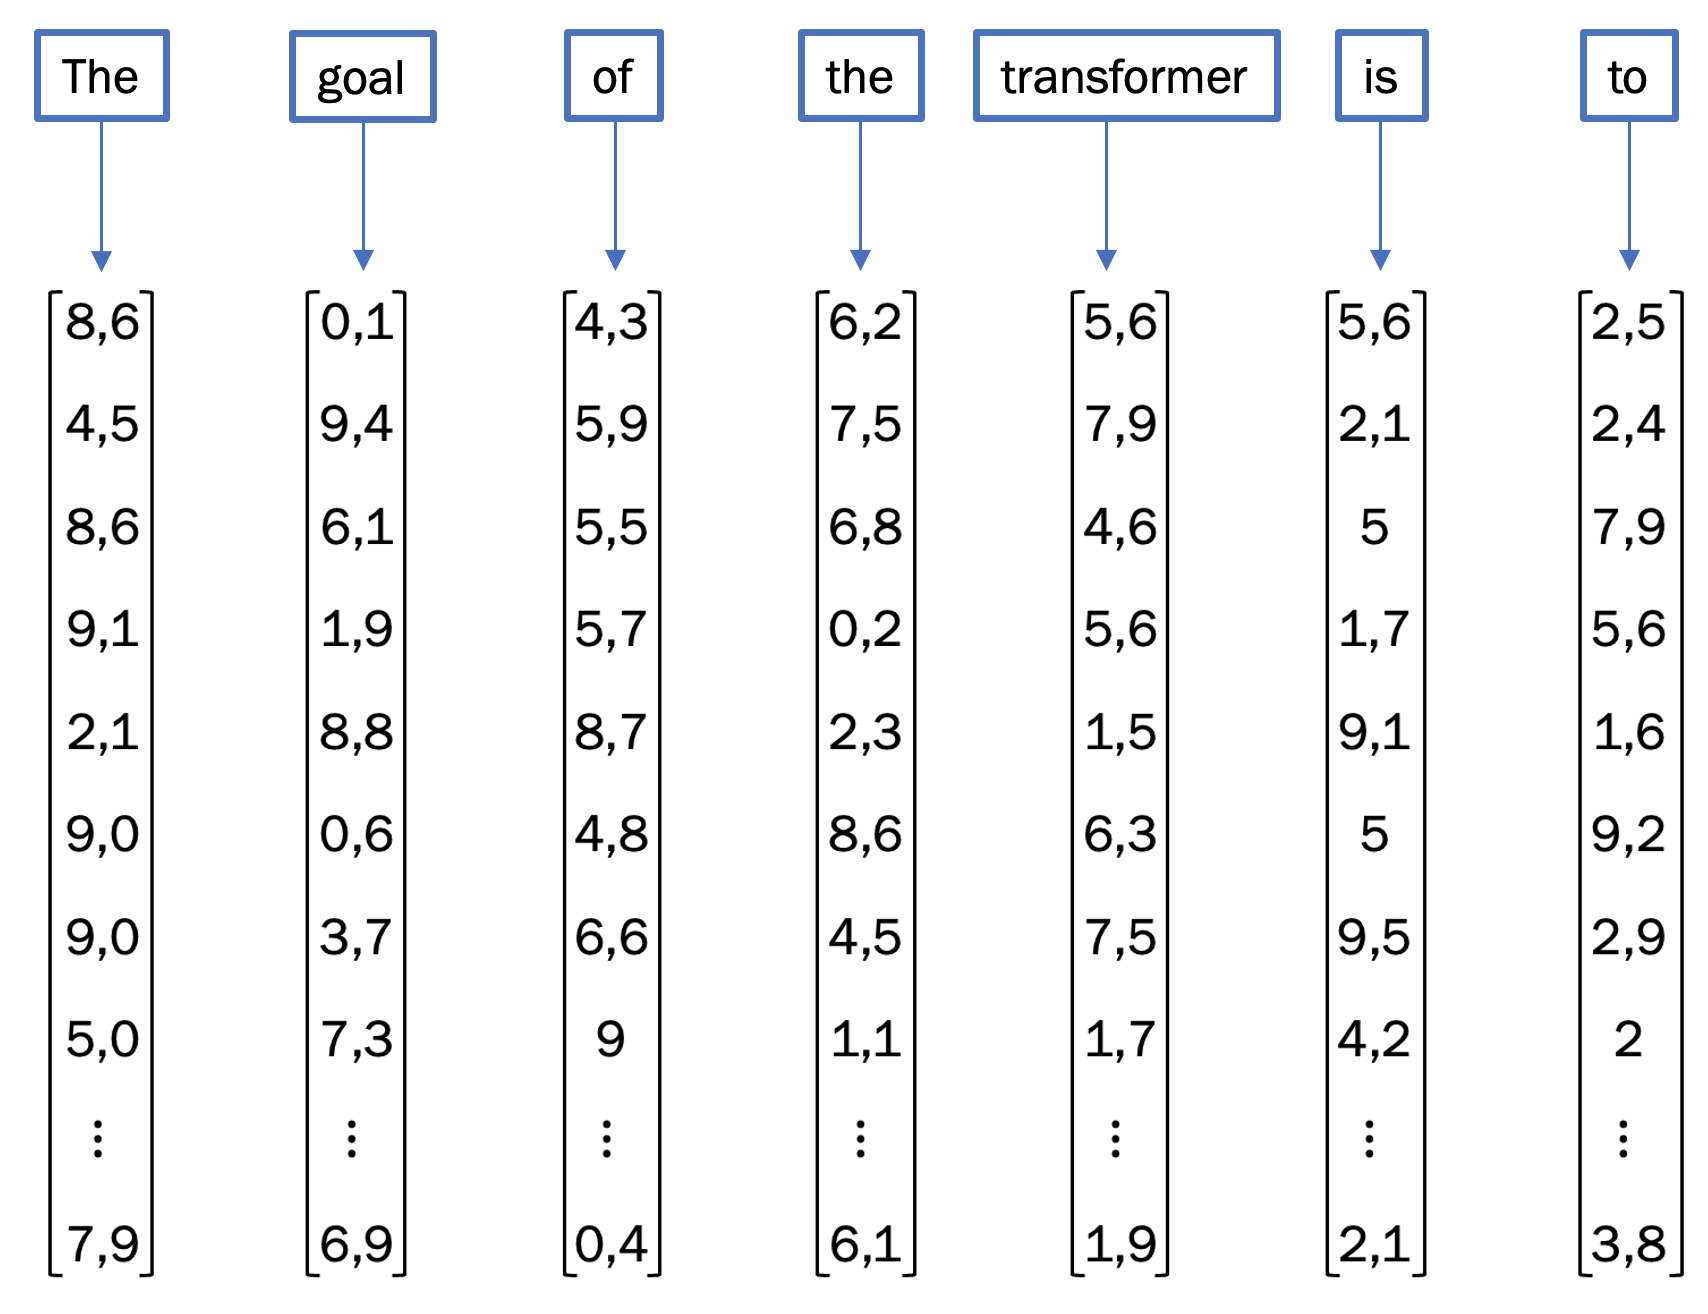 The goal of the transformer is to
8,6 0,1 4,3 6,2 5,6 5,6 2,5
4,5 9,4 5,9 7,5 7,9 2,1 2,4
8,6 6,1 5,5 6,8 4,6 5 7,9
9,1 1,9 5,7 0,2 5,6 1,7 5,6
2,1 8,8 8,7 2,3 1,5 9,1 1,6
9,0 0,6 4,8 8,6 6,3 5 9,2
9,0 3,7 6,6 4,5 7,5 9,5 2,9
5,0 7,3 9 1,1 1,7 4,2 2
⋮ ⋮ ⋮ ⋮ ⋮ ⋮ ⋮
7,9 6,9 0,4 6,1 1,9 2,1 3,8